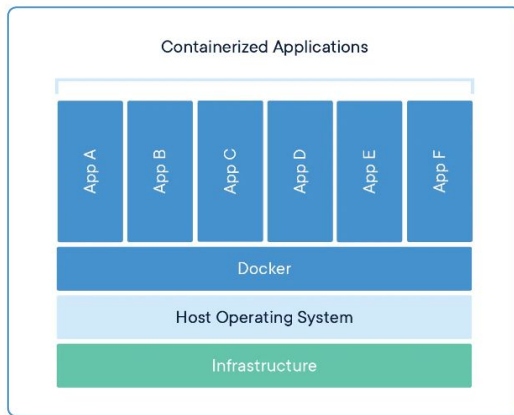 Containerized Applications
App A
App B
App C
App D
App E
App F
Docker
Host Operating System
Infrastructure